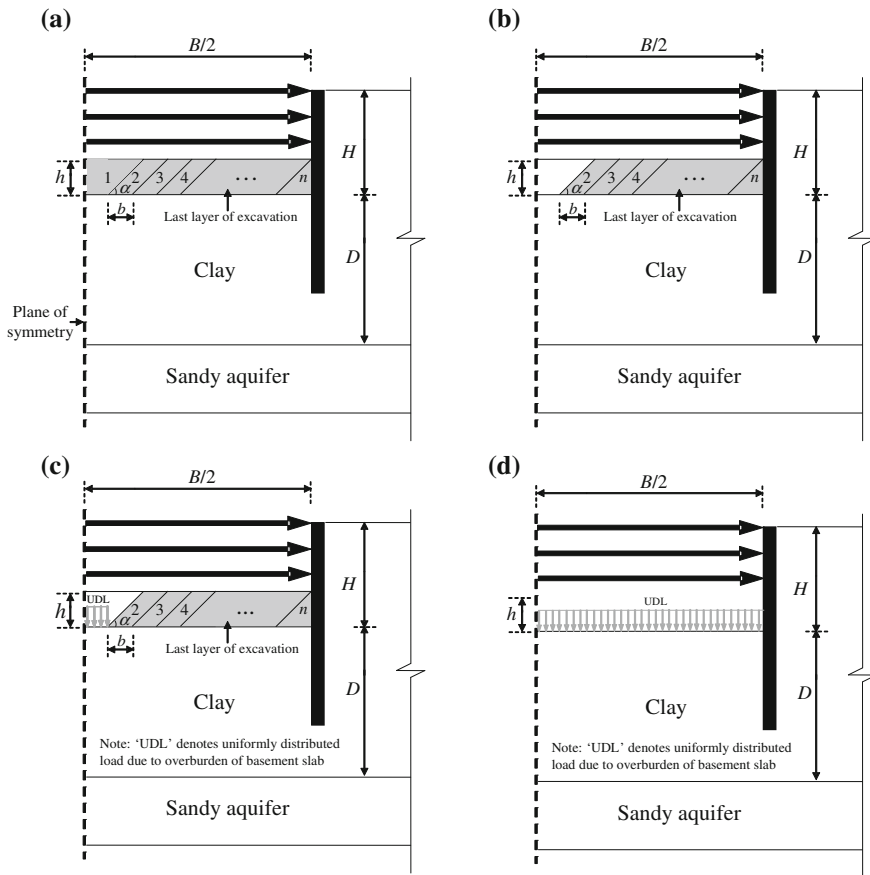 (a)
B/2
H
h
1 2 3 4 ... n
α
b
Last layer of excavation
D
Clay
Plane of
symmetry
Sandy aquifer
(b)
B/2
H
h
2 3 4 ... n
α
b
Last layer of excavation
D
Clay
Sandy aquifer
(c)
B/2
H
UDL
h
2 3 4 ... n
α
b
Last layer of excavation
D
Clay
Note: ‘UDL’ denotes uniformly distributed
load due to overburden of basement slab
Sandy aquifer
(d)
B/2
H
UDL
h
D
Clay
Note: ‘UDL’ denotes uniformly distributed
load due to overburden of basement slab
Sandy aquifer